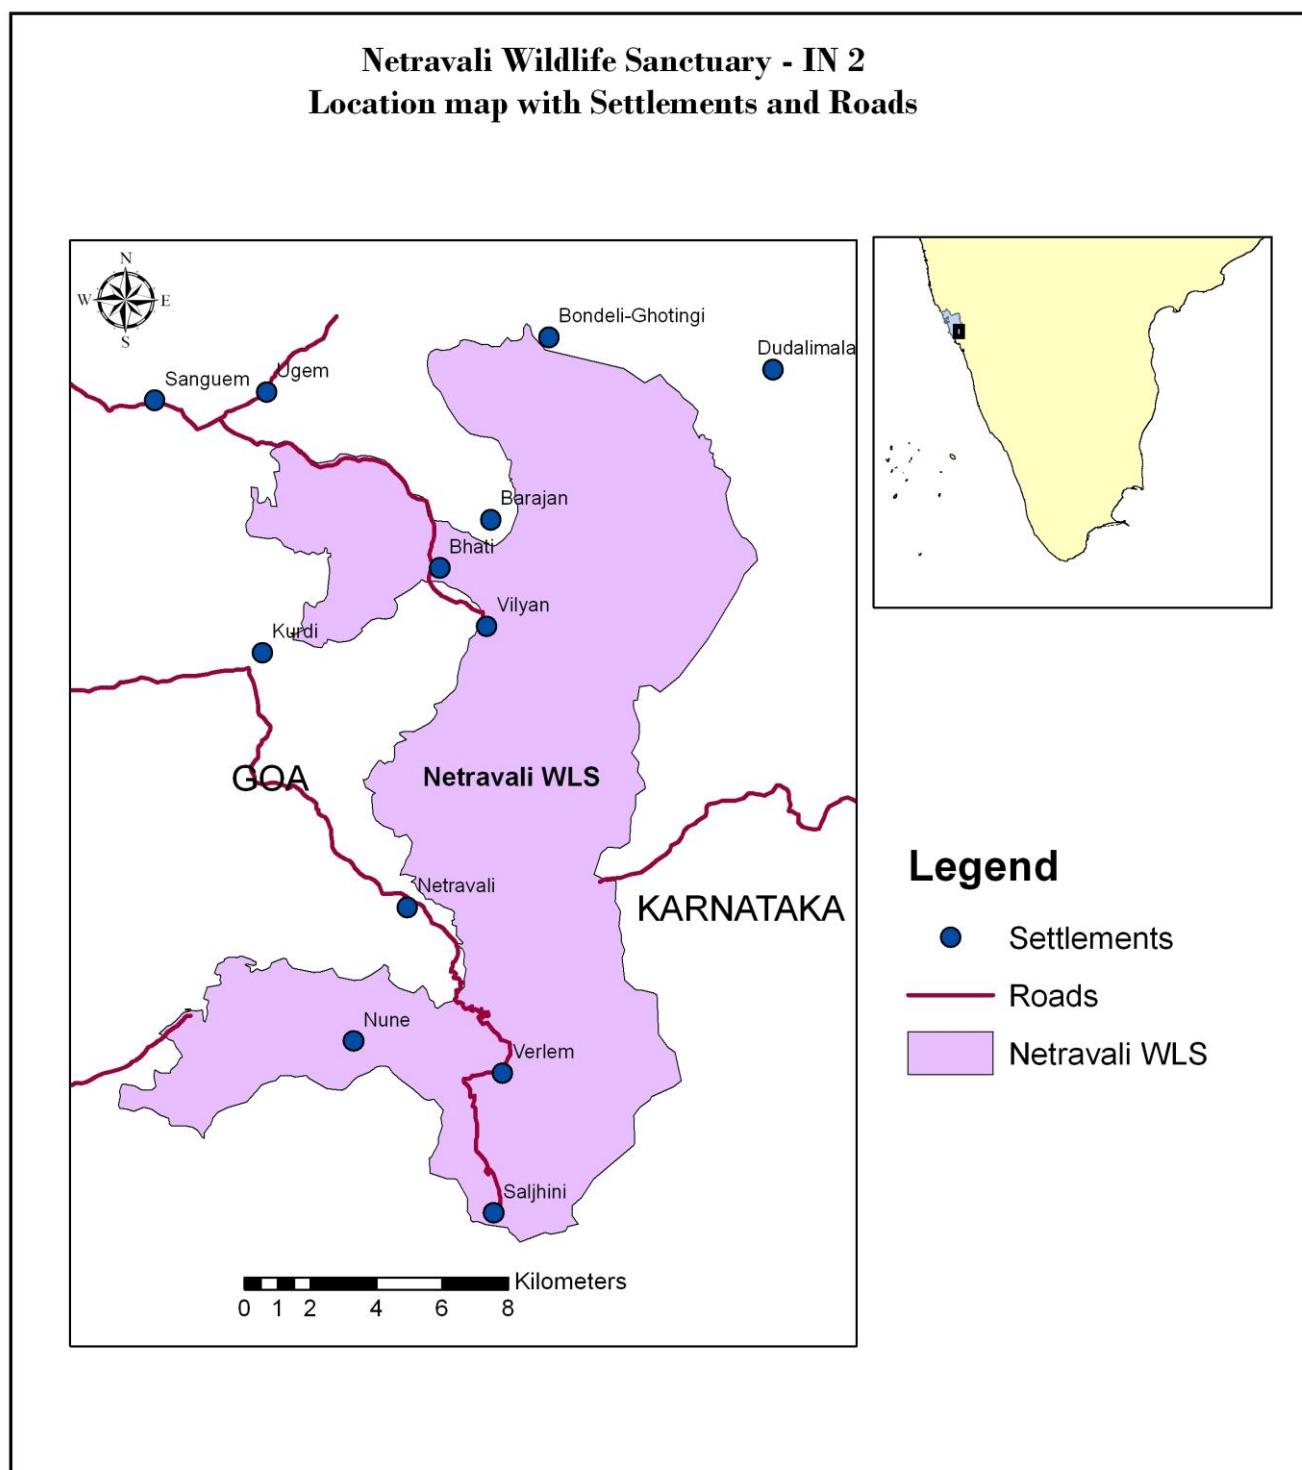 Netravali Wildlife Sanctuary - IN 2
Location map with Settlements and Roads
N
W
E
S
Bondeli-Ghotingi
Dudalimala
Sanguem
Ugem
Barajan
Bhati
Vilyan
Kurdi
GOA
Netravali WLS
Netravali
KARNATAKA
Nune
Verlem
Saljhini
Kilometers
0 1 2 4 6 8
Legend
Settlements
Roads
Netravali WLS